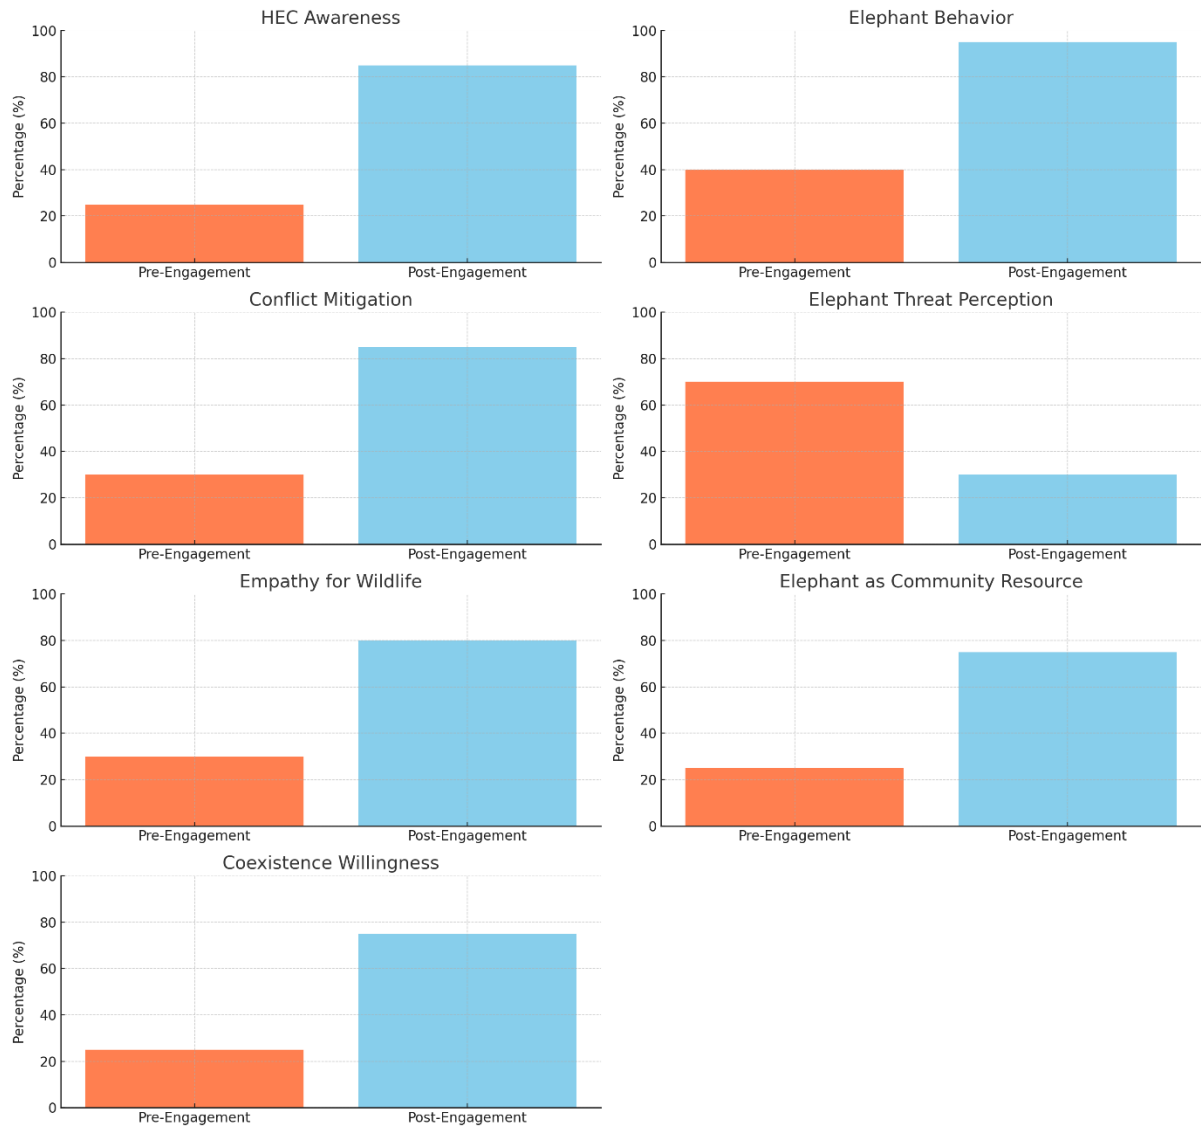 HEC Awareness
Percentage (%)
100
80
60
40
20
0
Pre-Engagement Post-Engagement
Elephant Behavior
Percentage (%)
100
80
60
40
20
0
Pre-Engagement Post-Engagement
Conflict Mitigation
Percentage (%)
100
80
60
40
20
0
Pre-Engagement Post-Engagement
Elephant Threat Perception
Percentage (%)
100
80
60
40
20
0
Pre-Engagement Post-Engagement
Empathy for Wildlife
Percentage (%)
100
80
60
40
20
0
Pre-Engagement Post-Engagement
Elephant as Community Resource
Percentage (%)
100
80
60
40
20
0
Pre-Engagement Post-Engagement
Coexistence Willingness
Percentage (%)
100
80
60
40
20
0
Pre-Engagement Post-Engagement